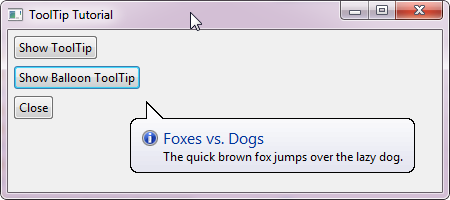 ToolTip Tutorial
Show ToolTip
Show Balloon ToolTip
Close
Foxes vs. Dogs
The quick brown fox jumps over the lazy dog.